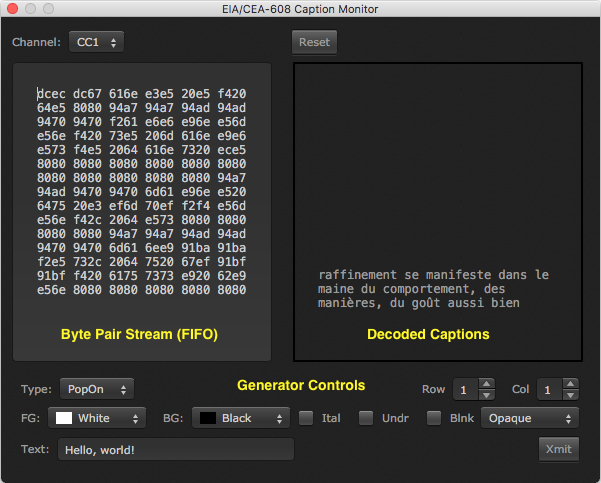 EIA/CEA-608 Caption Monitor
Channel: CC1 Reset
dcec dc67 616e e3e5 20e5 f420
64e5 8080 94a7 94a7 94ad 94ad
9470 9470 f261 e6e6 e96e e56d
e56e f420 73e5 206d 616e e9e6
e573 f4e5 2064 616e 7320 ece5
8080 8080 8080 8080 8080 8080
8080 8080 8080 8080 8080 94a7
94ad 9470 9470 6d61 e96e e520
6475 20e3 ef6d 70ef f2f4 e56d
e56e f42c 2064 e573 8080 8080
8080 8080 94a7 94a7 94ad 94ad
9470 9470 6d61 6ee9 91ba 91ba
f2e5 732c 2064 7520 67ef 91bf
91bf f420 6175 7373 e920 62e9
e56e 8080 8080 8080 8080 8080
Byte Pair Stream (FIFO)
raffinement se manifeste dans le
maine du comportement, des
manières, du goût aussi bien
Decoded Captions
Type: PopOn Generator Controls Row 1 Col 1
FG: White BG: Black Ital Undr Blnk Opaque
Text: Hello, world! Xmit